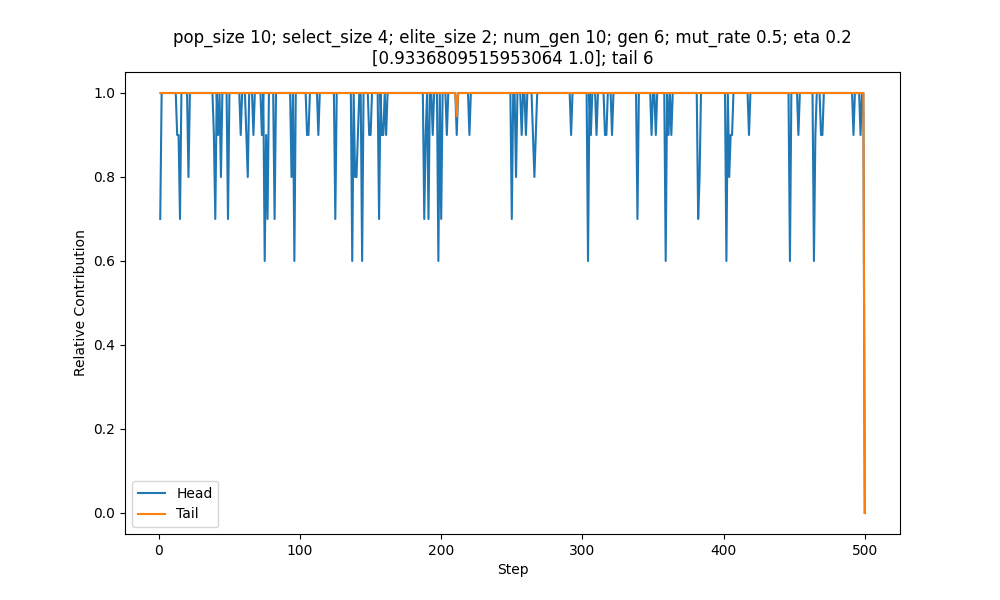 pop_size 10; select_size 4; elite_size 2; num_gen 10; gen 6; mut_rate 0.5; eta 0.2
[0.9336809515953064 1.0]; tail 6
1.0
0.8
0.6
0.4
0.2
0.0
Relative Contribution
Head
Tail
0
100
200
300
400
500
Step